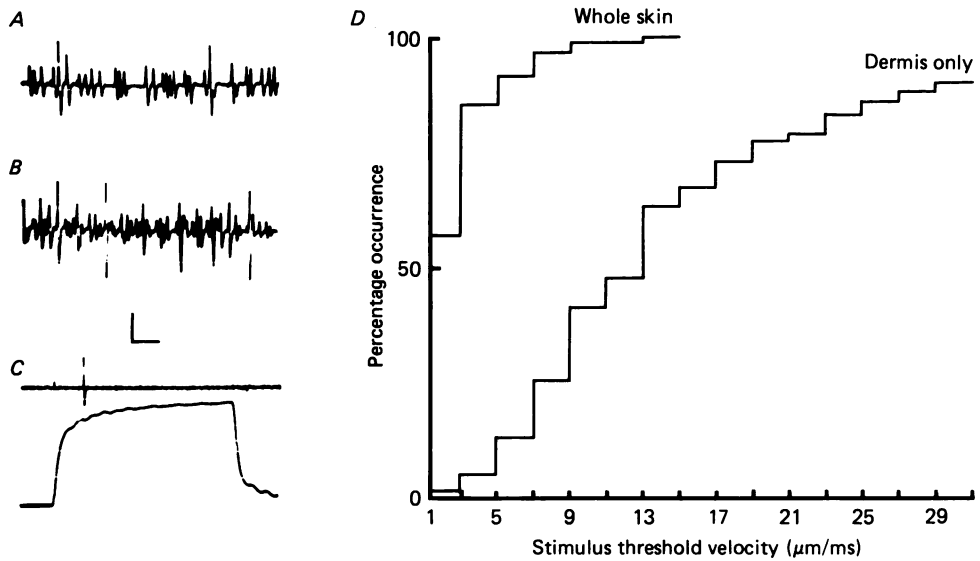 A
B
C
D
Whole skin
Dermis only
100
50
0
Percentage occurrence
1 5 9 13 17 21 25 29
Stimulus threshold velocity (μm/ms)